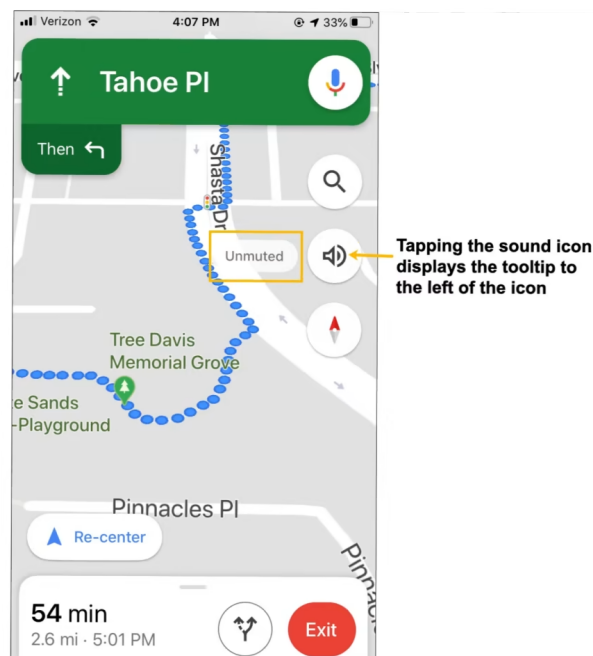 Verizon 4:07 PM 33%
Tahoe Pl
Then
Shasta Dr
Unmuted
Tapping the sound icon
displays the tooltip to
the left of the icon
Tree Davis
Memorial Grove
e Sands
-Playground
Pinnacles Pl
Re-center
Pinnacl
54 min
2.6 mi · 5:01 PM
Exit